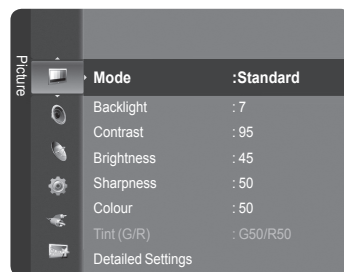 Picture
Mode :Standard
Backlight : 7
Contrast : 95
Brightness : 45
Sharpness : 50
Colour : 50
Tint (G/R) : G50/R50
Detailed Settings